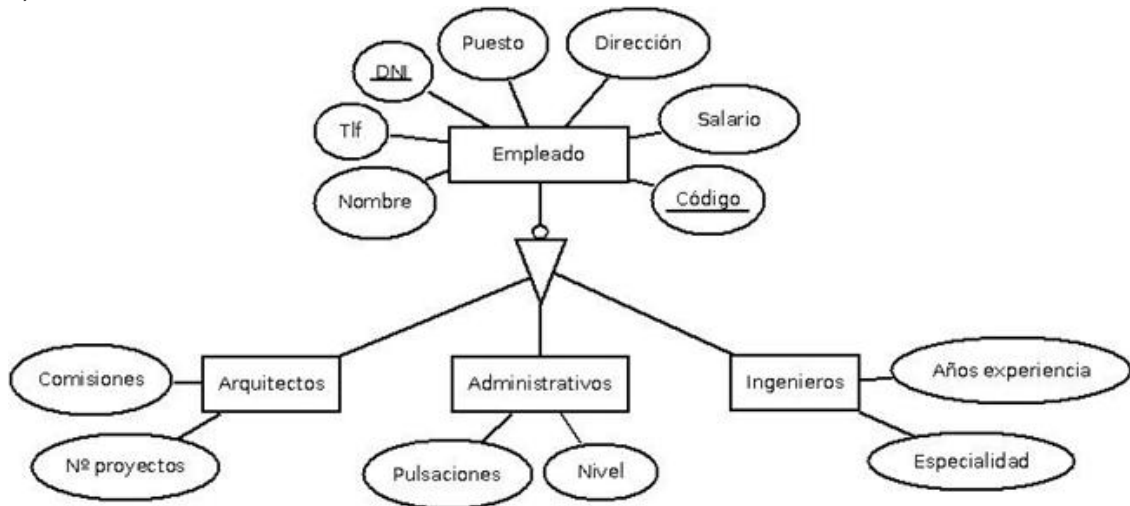 Puesto
Dirección
DNI
Tlf
Salario
Empleado
Nombre
Código
Comisiones
Arquitectos
Administrativos
Ingenieros
Años experiencia
Nº proyectos
Pulsaciones
Nivel
Especialidad